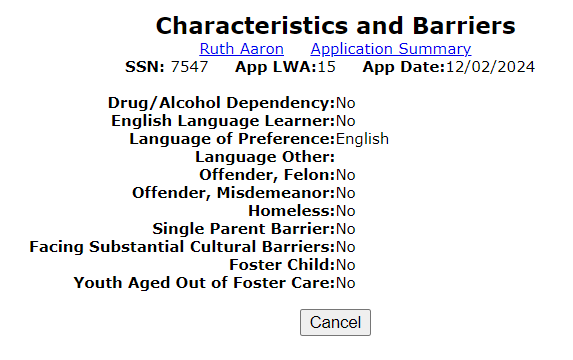 Characteristics and Barriers
Ruth Aaron Application Summary
SSN: 7547 App LWA:15 App Date:12/02/2024
Drug/Alcohol Dependency:No
English Language Learner:No
Language of Preference:English
Language Other:
Offender, Felon:No
Offender, Misdemeanor:No
Homeless:No
Single Parent Barrier:No
Facing Substantial Cultural Barriers:No
Foster Child:No
Youth Aged Out of Foster Care:No
Cancel